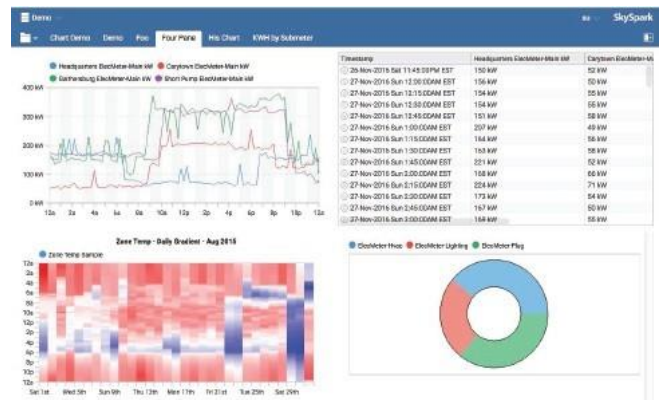 Demo
su
SkySpark
Chart Demo Demo Foo Four Pane His Chart KWH by Submeter
Headquarters ElecMeter-Main kW Carytown ElecMeter-Main kW
Gaithersburg ElecMeter-Main kW Short Pump ElecMeter-Main kW
400 kW
300 kW
200 kW
100 kW
0 kW
12a 2a 4a 6a 8a 10a 12p 2p 4p 6p 8p 10p 12a
Timestamp Headquarters ElecMeter-Main kW Carytown ElecMeter-Ma
26-Nov-2016 Sat 11:45:00PM EST 150 kW 52 kW
27-Nov-2016 Sun 12:00:00AM EST 156 kW 50 kW
27-Nov-2016 Sun 12:15:00AM EST 154 kW 55 kW
27-Nov-2016 Sun 12:30:00AM EST 154 kW 55 kW
27-Nov-2016 Sun 12:45:00AM EST 151 kW 58 kW
27-Nov-2016 Sun 1:00:00AM EST 207 kW 49 kW
27-Nov-2016 Sun 1:15:00AM EST 164 kW 56 kW
27-Nov-2016 Sun 1:30:00AM EST 163 kW 58 kW
27-Nov-2016 Sun 1:45:00AM EST 221 kW 52 kW
27-Nov-2016 Sun 2:00:00AM EST 168 kW 66 kW
27-Nov-2016 Sun 2:15:00AM EST 224 kW 71 kW
27-Nov-2016 Sun 2:30:00AM EST 173 kW 54 kW
27-Nov-2016 Sun 2:45:00AM EST 167 kW 50 kW
27-Nov-2016 Sun 3:00:00AM EST 164 kW 55 kW
Zone Temp - Daily Gradient - Aug 2015
Zone Temp Sample
12a
2a
4a
6a
8a
10a
12p
2p
4p
6p
8p
10p
12a
Sat 1st Wed 5th Sun 9th Thu 13th Mon 17th Fri 21st Tue 25th Sat 29th
ElecMeter-Hvac ElecMeter-Lighting ElecMeter-Plug